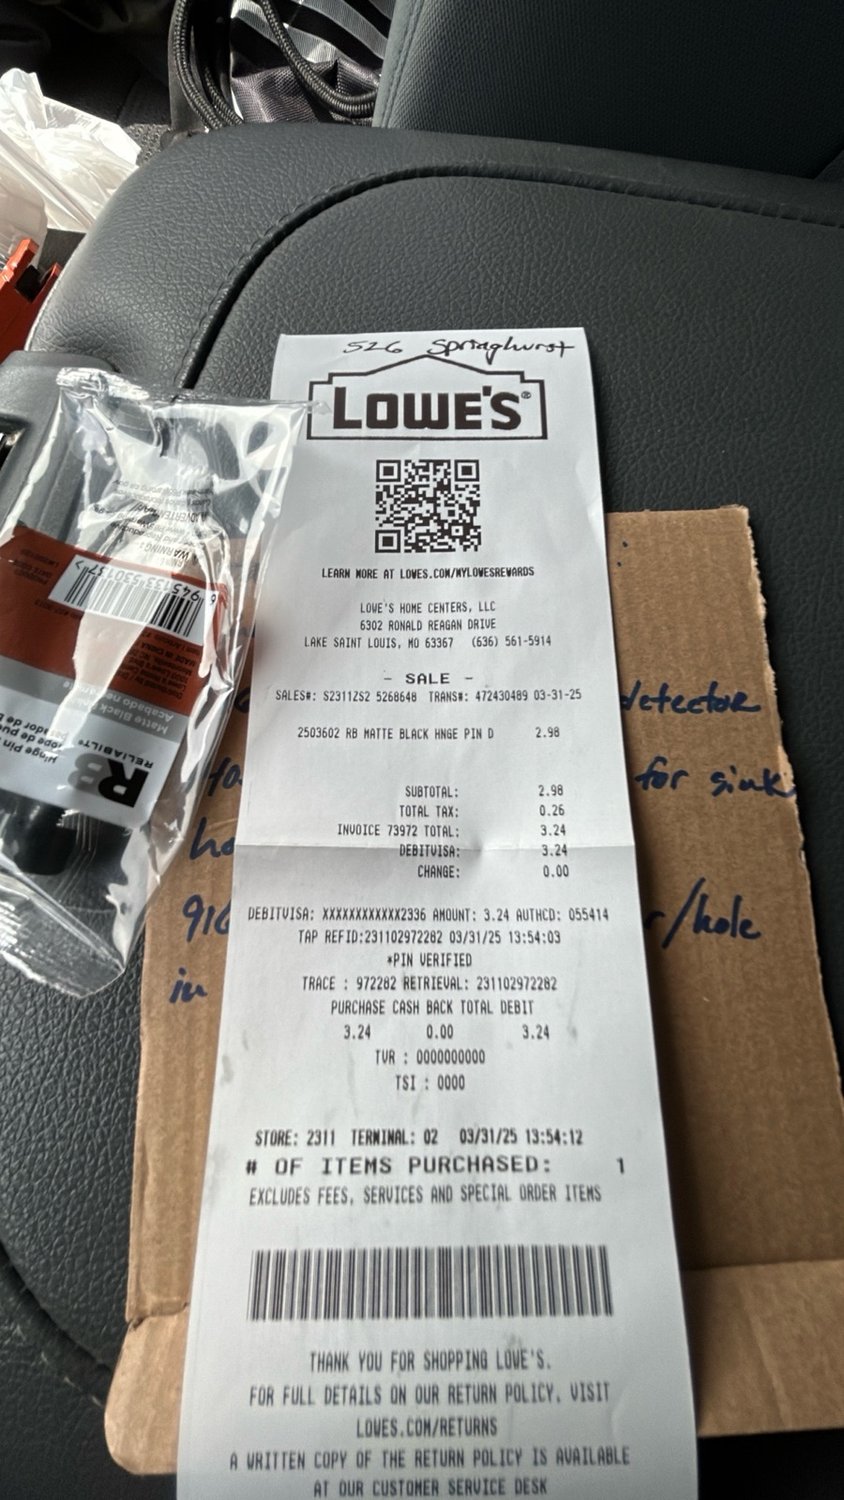 526 Springhurst
LOWE'S®
LEARN MORE AT LOWES.COM/MYLOWESREWARDS
LOWE'S HOME CENTERS, LLC
6302 RONALD REAGAN DRIVE
LAKE SAINT LOUIS, MO 63367 (636) 561-5914
- SALE -
SALES#: S2311ZS2 5268648 TRANS#: 472430489 03-31-25
2503602 RB MATTE BLACK HNGE PIN D 2.98
SUBTOTAL: 2.98
TOTAL TAX: 0.26
INVOICE 73972 TOTAL: 3.24
DEBITVISA: 3.24
CHANGE: 0.00
DEBITVISA: XXXXXXXXXXXX2336 AMOUNT: 3.24 AUTHCD: 055414
TAP REFID:231102972282 03/31/25 13:54:03
*PIN VERIFIED
TRACE : 972282 RETRIEVAL: 231102972282
PURCHASE CASH BACK TOTAL DEBIT
3.24 0.00 3.24
TVR : 0000000000
TSI : 0000
STORE: 2311 TERMINAL: 02 03/31/25 13:54:12
# OF ITEMS PURCHASED: 1
EXCLUDES FEES, SERVICES AND SPECIAL ORDER ITEMS
THANK YOU FOR SHOPPING LOWE'S.
FOR FULL DETAILS ON OUR RETURN POLICY, VISIT
LOWES.COM/RETURNS
A WRITTEN COPY OF THE RETURN POLICY IS AVAILABLE
AT OUR CUSTOMER SERVICE DESK
detector
for sink
r/hole
in
RB
RELIABILT
Hinge Pin
Matte Black
Acabado
MADE IN CHINA
WARNING
6 945133 530137 >